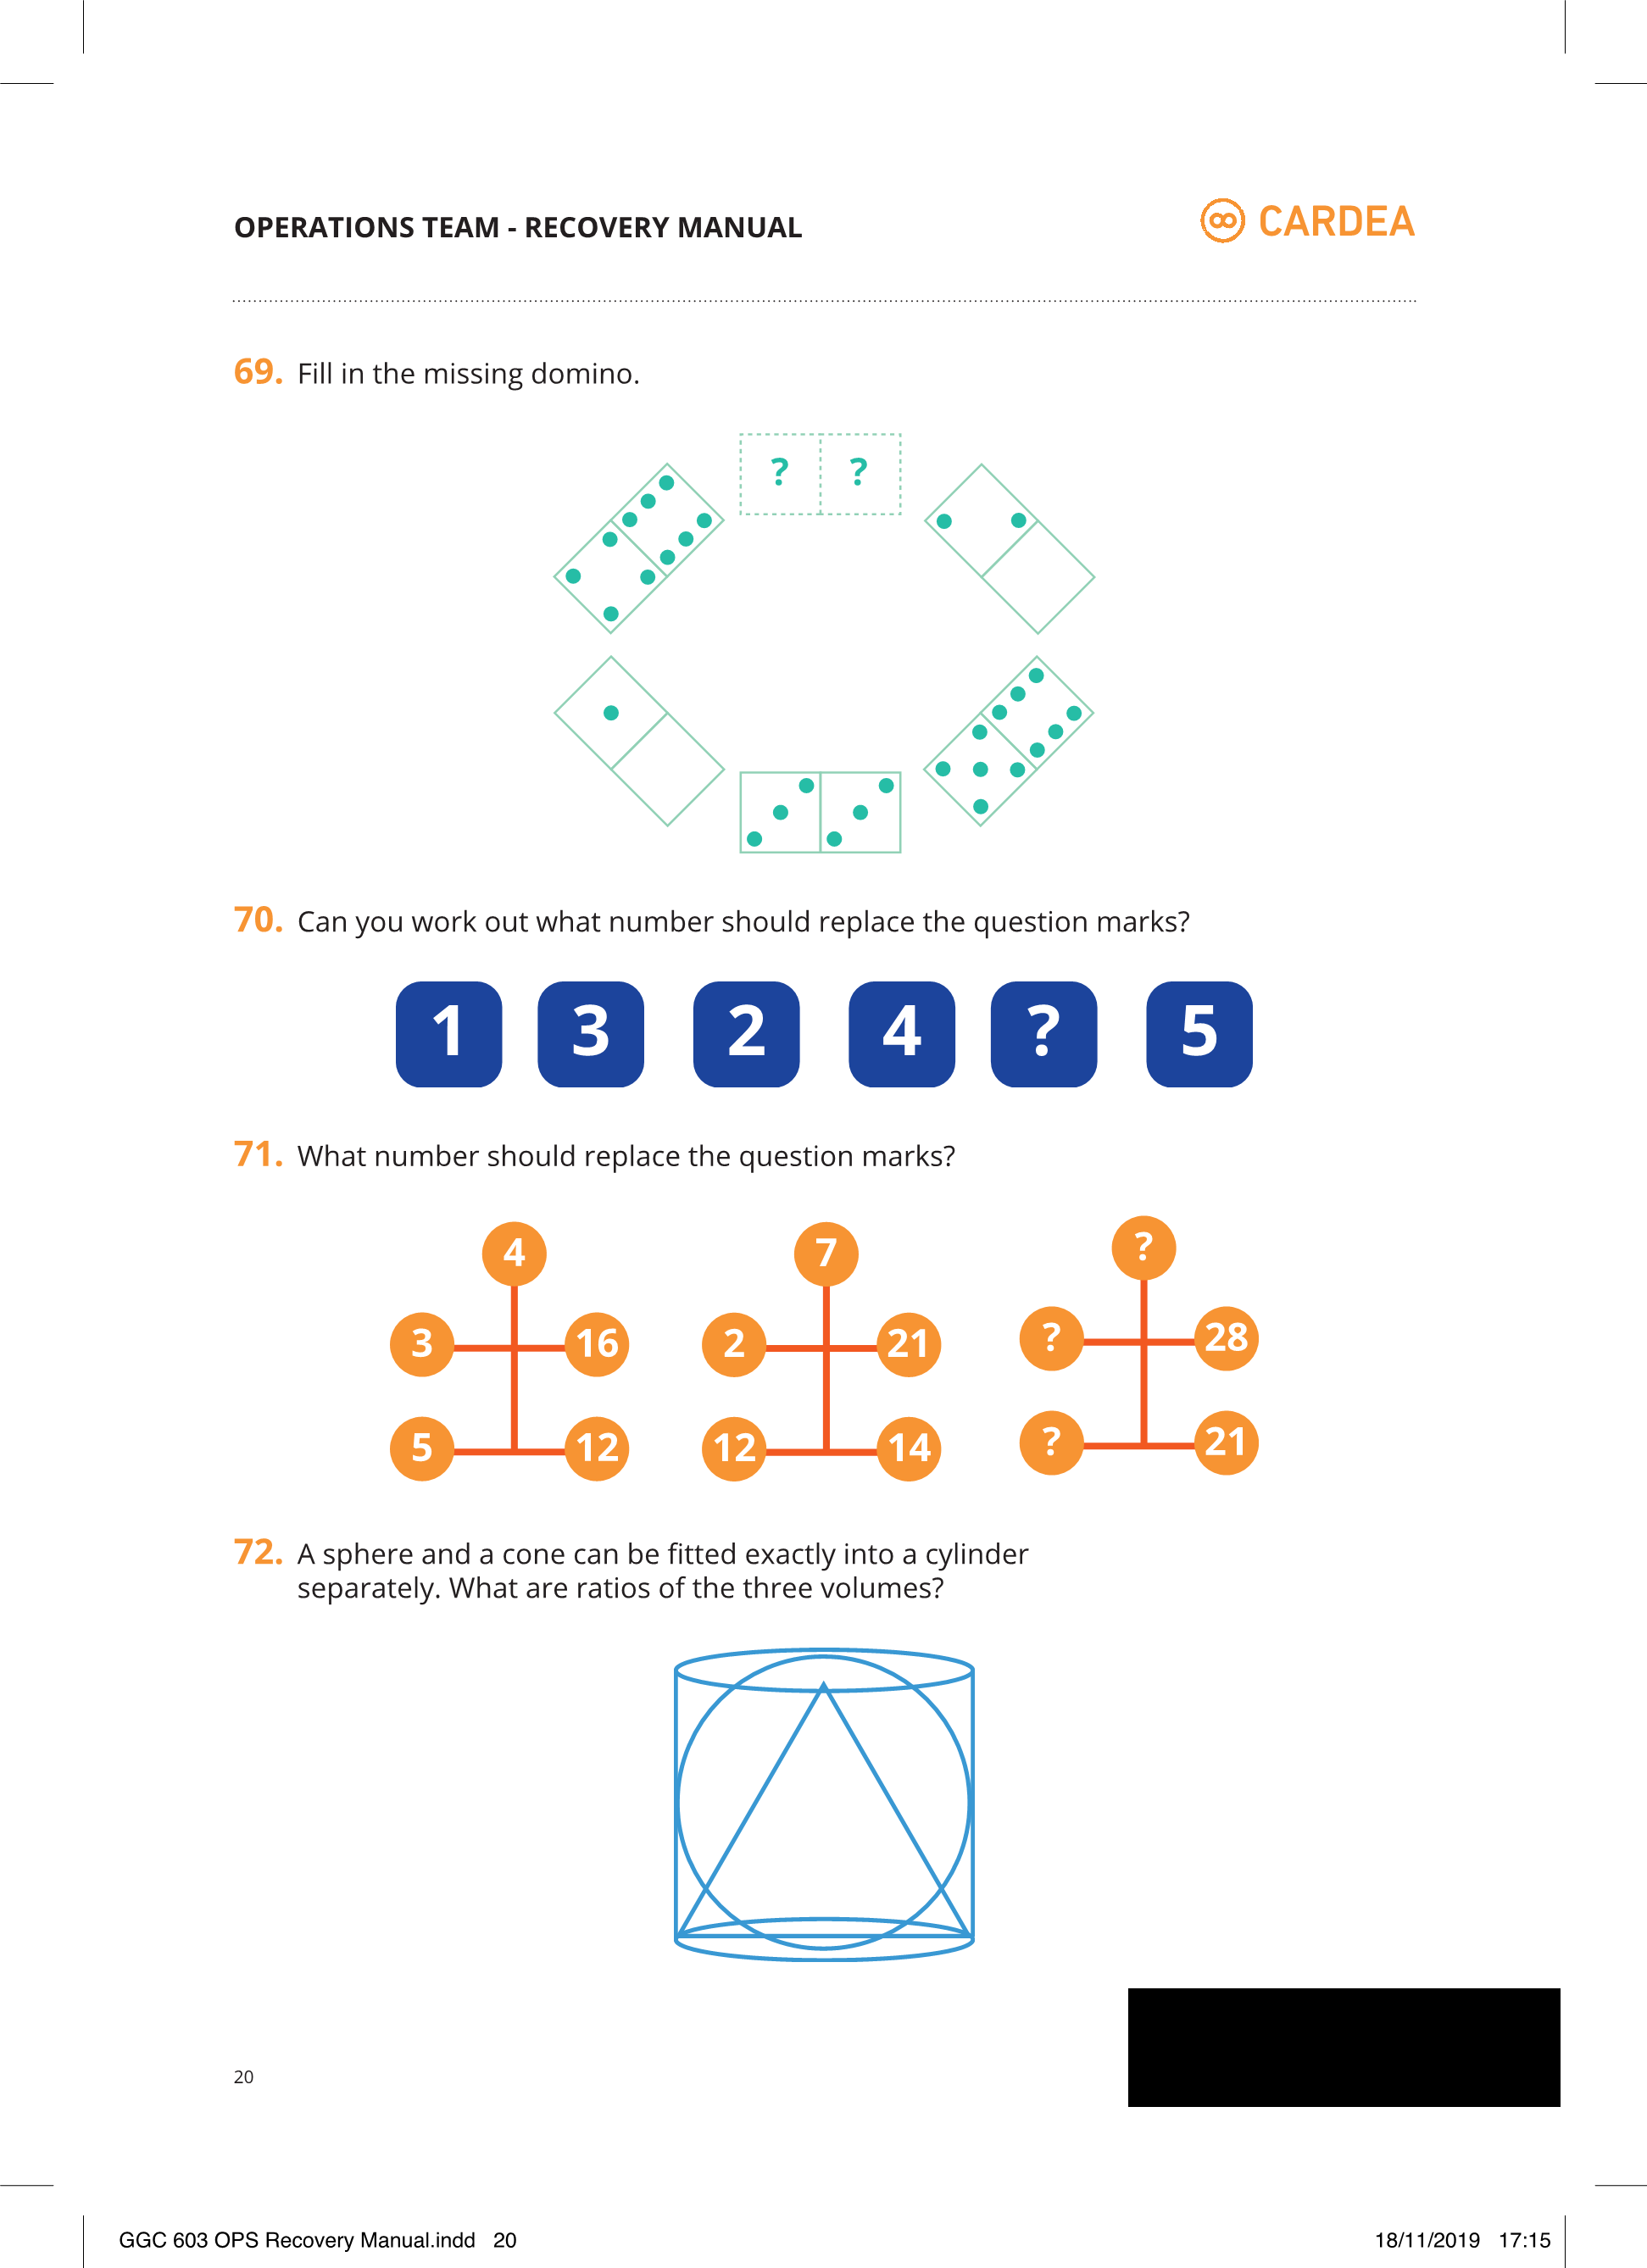 OPERATIONS TEAM - RECOVERY MANUAL
CARDEA
69. Fill in the missing domino.
? ?
70. Can you work out what number should replace the question marks?
1 3 2 4 ? 5
71. What number should replace the question marks?
4 7 ?
3 16 2 21 ? 28
5 12 12 14 ? 21
72. A sphere and a cone can be fitted exactly into a cylinder
separately. What are ratios of the three volumes?
20
GGC 603 OPS Recovery Manual.indd 20
18/11/2019 17:15